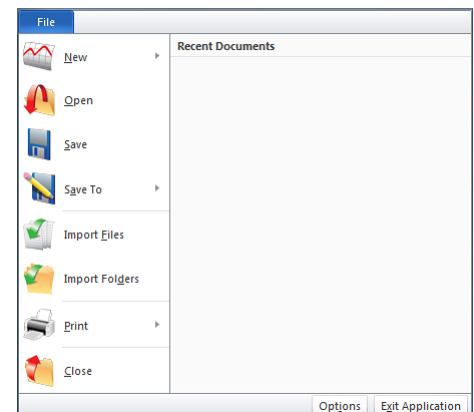 File
Recent Documents
New
Open
Save
Save To
Import Files
Import Folders
Print
Close
Options
Exit Application